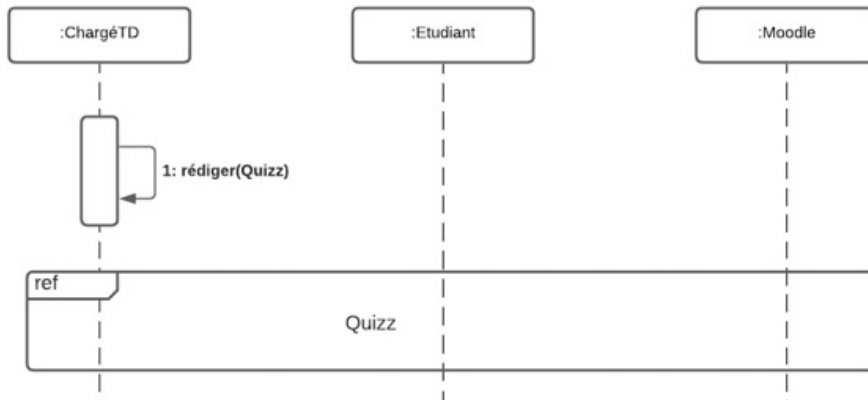 :ChargéTD
:Etudiant
:Moodle
1: rédiger(Quizz)
ref
Quizz